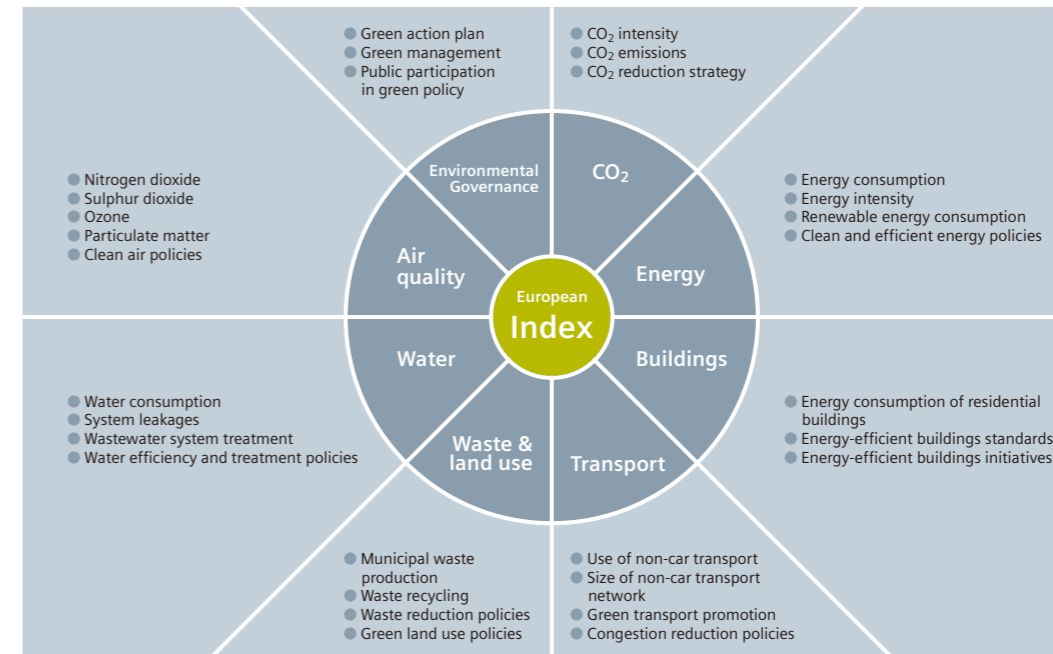 Green action plan
Green management
Public participation
in green policy
CO₂ intensity
CO₂ emissions
CO₂ reduction strategy
Nitrogen dioxide
Sulphur dioxide
Ozone
Particulate matter
Clean air policies
Environmental
Governance
CO₂
Energy consumption
Energy intensity
Renewable energy consumption
Clean and efficient energy policies
Air
quality
Energy
European
Index
Water
Buildings
Water consumption
System leakages
Wastewater system treatment
Water efficiency and treatment policies
Waste &
land use
Transport
Energy consumption of residential
buildings
Energy-efficient buildings standards
Energy-efficient buildings initiatives
Municipal waste
production
Waste recycling
Waste reduction policies
Green land use policies
Use of non-car transport
Size of non-car transport
network
Green transport promotion
Congestion reduction policies